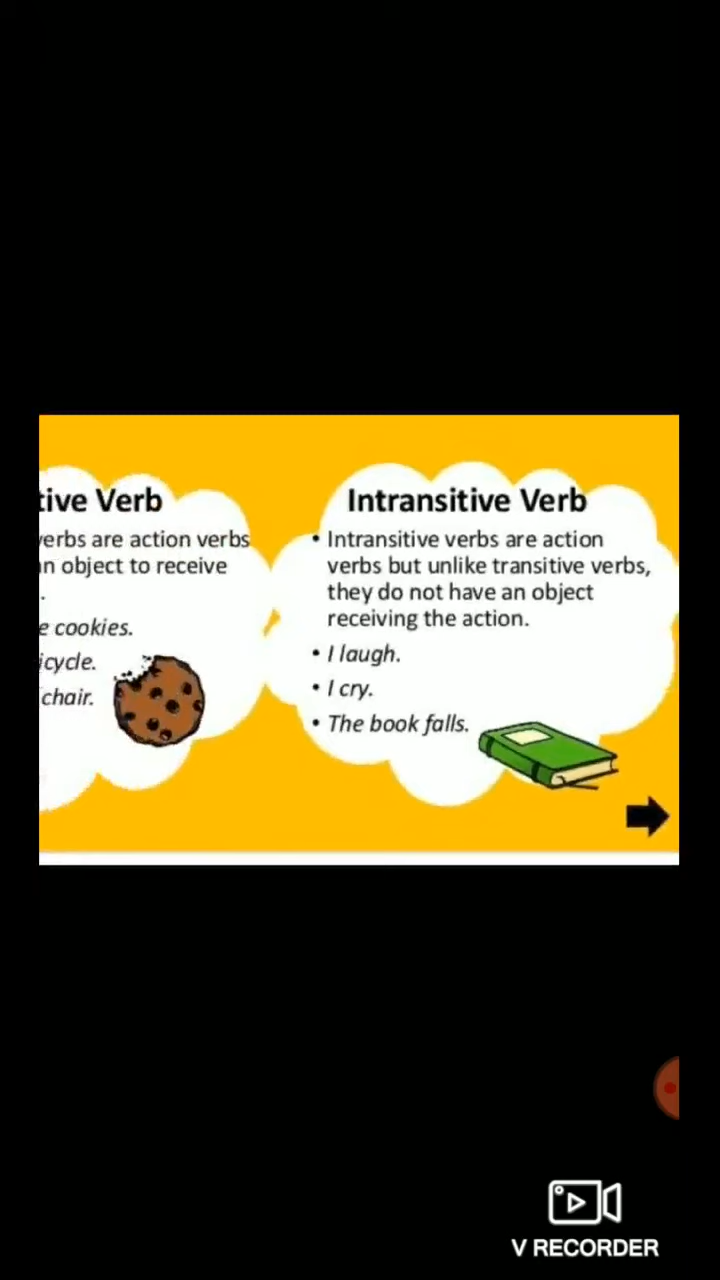 tive Verb
verbs are action verbs
n object to receive
.
e cookies.
icycle.
chair.
Intransitive Verb
• Intransitive verbs are action
verbs but unlike transitive verbs,
they do not have an object
receiving the action.
• I laugh.
• I cry.
• The book falls.
V RECORDER